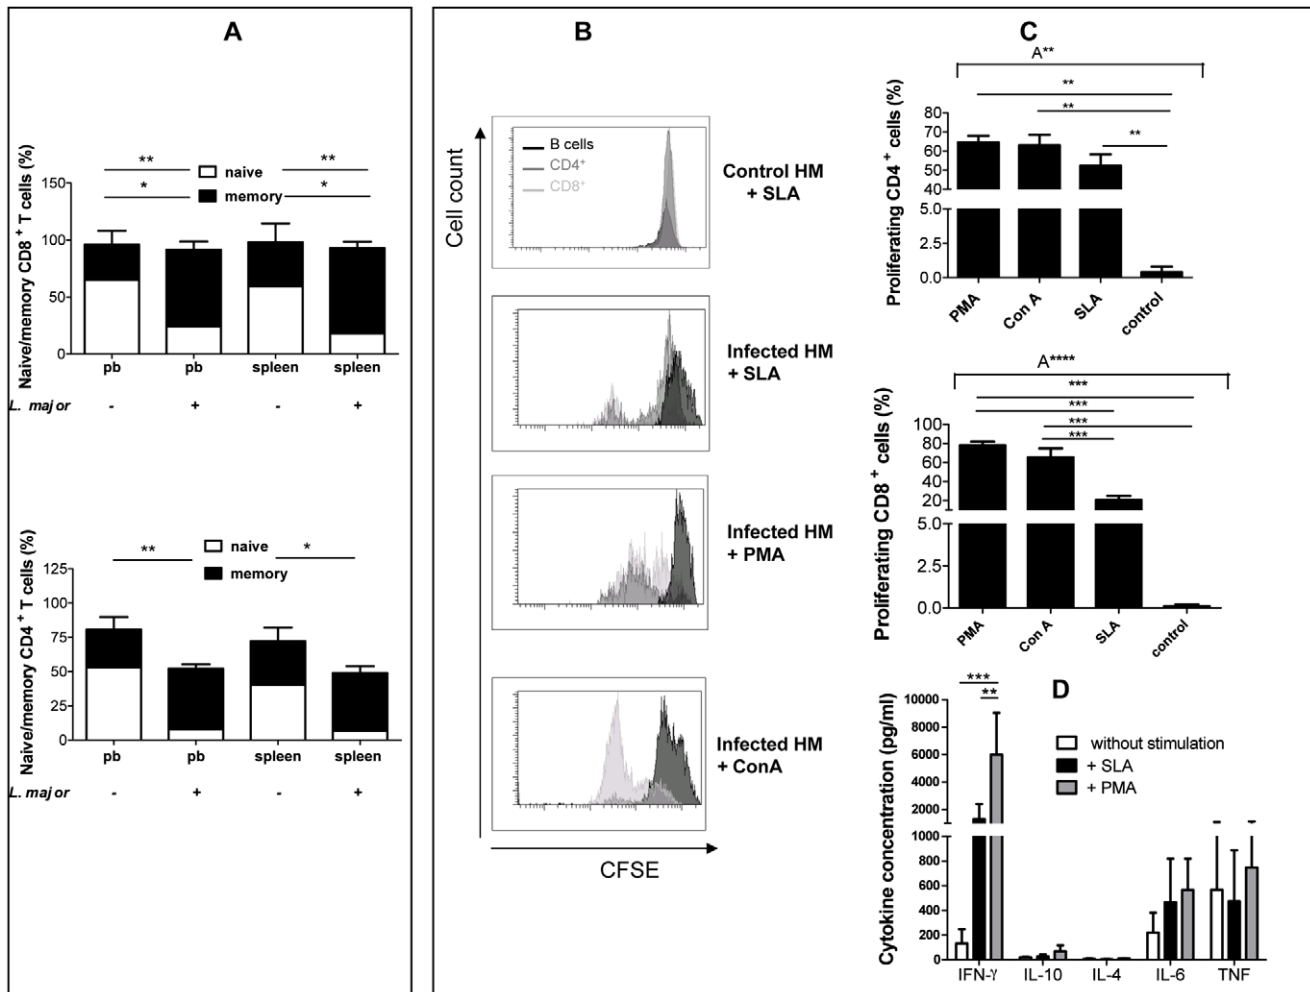 A
Naive/memory CD8 + T cells (%)
** **
* *
naive
memory
150
100
50
0
pb pb spleen spleen
L. major - + - +
Naive/memory CD4 + T cells (%)
** *
naive
memory
125
100
75
50
25
0
pb pb spleen spleen
L. major - + - +
B
Cell count
B cells
CD4+
CD8+
Control HM
+ SLA
Infected HM
+ SLA
Infected HM
+ PMA
Infected HM
+ ConA
CFSE
C
A**
**
**
**
Proliferating CD4 + cells (%)
80
70
60
50
40
5.0
2.5
0.0
PMA Con A SLA control
A****
***
***
***
***
Proliferating CD8 + cells (%)
100
80
60
40
20
5.0
2.5
0.0
PMA Con A SLA control
D
***
**
Cytokine concentration (pg/ml)
without stimulation
+ SLA
+ PMA
10000
8000
6000
4000
2000
1000
800
600
400
200
0
IFN-γ IL-10 IL-4 IL-6 TNF